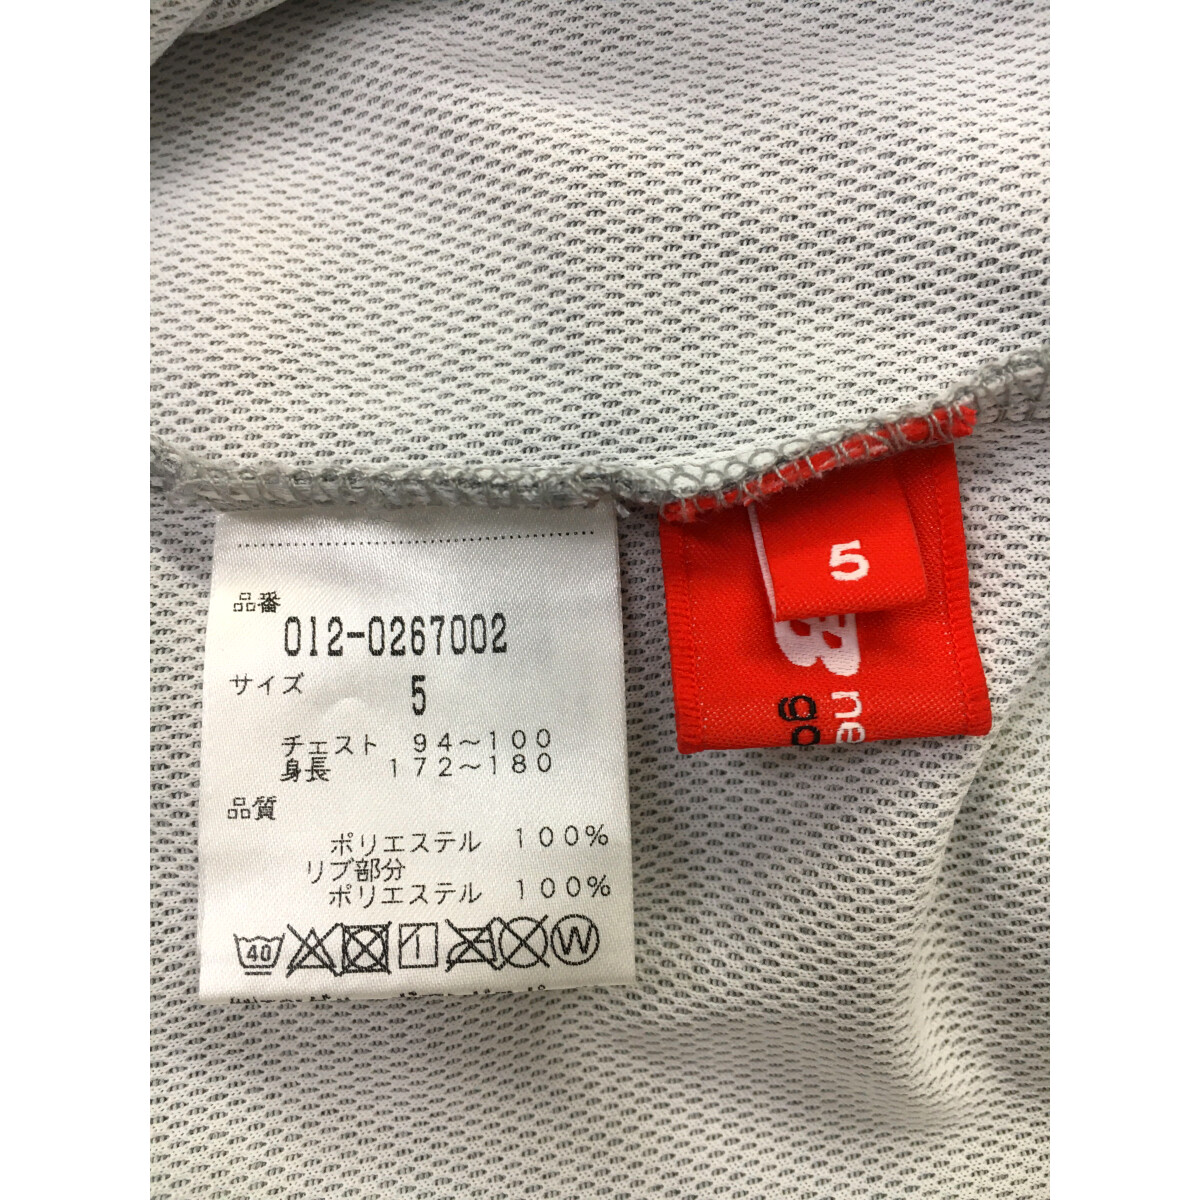 品番
012-0267002
サイズ
5
チェスト 94～100
身長 172～180
品質
ポリエステル 100%
リブ部分
ポリエステル 100%
40
W
5
ne
go